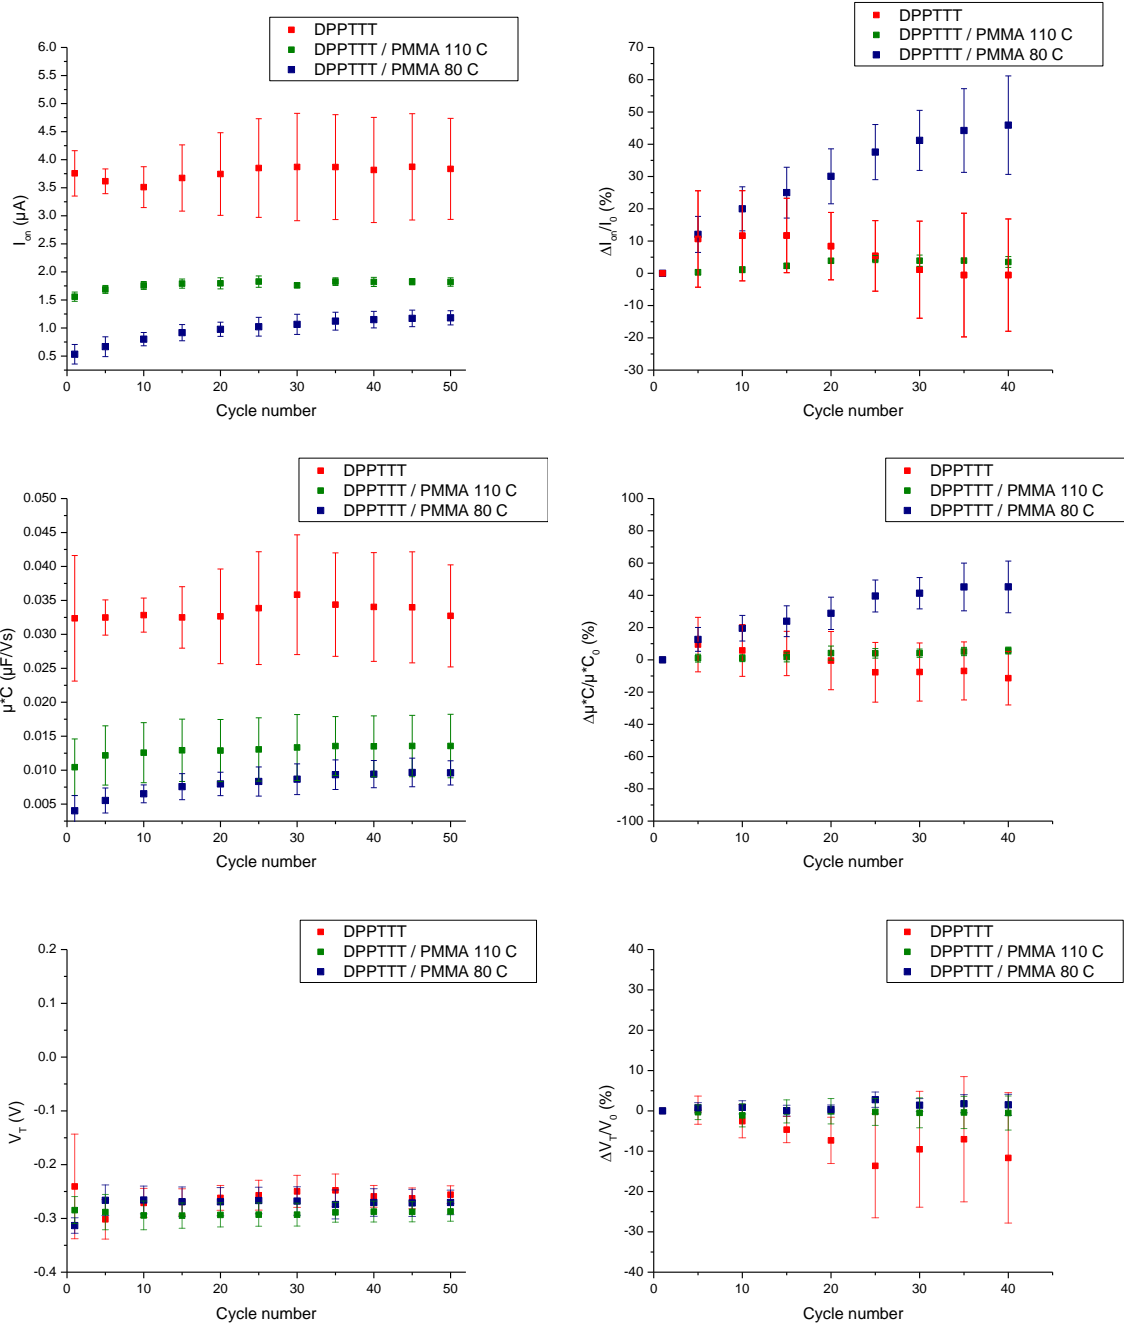 DPPTTT
DPPTTT / PMMA 110 C
DPPTTT / PMMA 80 C
6.0
5.5
5.0
4.5
4.0
3.5
3.0
2.5
2.0
1.5
1.0
0.5
I_on (µA)
0 10 20 30 40 50
Cycle number
DPPTTT
DPPTTT / PMMA 110 C
DPPTTT / PMMA 80 C
70
60
50
40
30
20
10
0
-10
-20
-30
ΔI_on/I_0 (%)
0 10 20 30 40
Cycle number
DPPTTT
DPPTTT / PMMA 110 C
DPPTTT / PMMA 80 C
0.050
0.045
0.040
0.035
0.030
0.025
0.020
0.015
0.010
0.005
µ*C (µF/Vs)
0 10 20 30 40 50
Cycle number
DPPTTT
DPPTTT / PMMA 110 C
DPPTTT / PMMA 80 C
100
80
60
40
20
0
-20
-40
-60
-80
-100
Δµ*C/µ*C_0 (%)
0 10 20 30 40
Cycle number
DPPTTT
DPPTTT / PMMA 110 C
DPPTTT / PMMA 80 C
0.2
0.1
0.0
-0.1
-0.2
-0.3
-0.4
V_T (V)
0 10 20 30 40 50
Cycle number
DPPTTT
DPPTTT / PMMA 110 C
DPPTTT / PMMA 80 C
40
30
20
10
0
-10
-20
-30
-40
ΔV_T/V_0 (%)
0 10 20 30 40
Cycle number